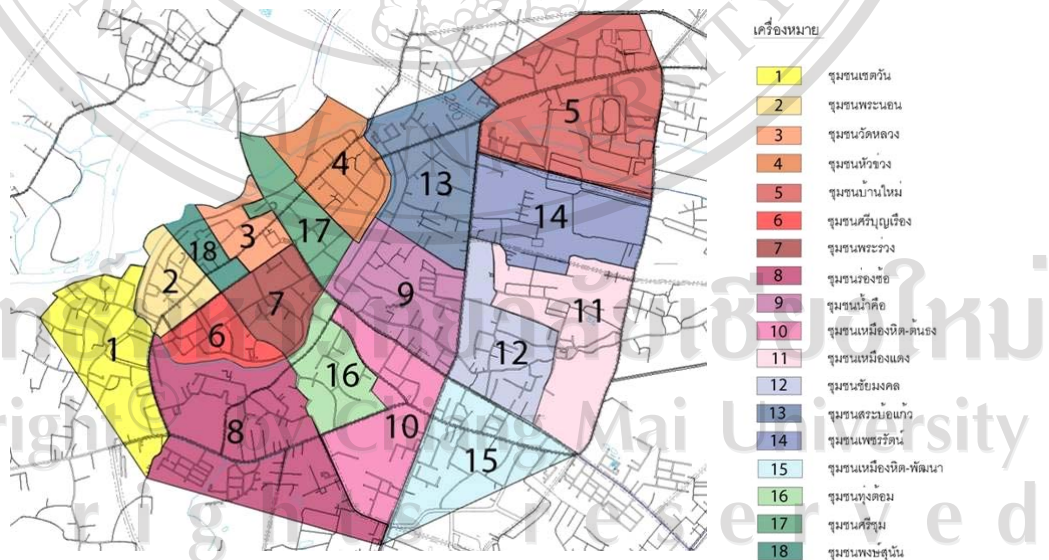 เครื่องหมาย
1 ชุมชนเชตวัน
2 ชุมชนพระนอน
3 ชุมชนวัดหลวง
4 ชุมชนหัวข่วง
5 ชุมชนบ้านใหม่
6 ชุมชนศรีบุญเรือง
7 ชุมชนพระร่วง
8 ชุมชนร่องซ้อ
9 ชุมชนน้ำคือ
10 ชุมชนเหมืองหิต-ต้นธง
11 ชุมชนเหมืองแดง
12 ชุมชนชัยมงคล
13 ชุมชนสระบ่อแก้ว
14 ชุมชนเพชรรัตน์
15 ชุมชนเหมืองหิต-พัฒนา
16 ชุมชนทุ่งต้อม
17 ชุมชนศรีชุม
18 ชุมชนพงษ์สุนัน
5
4
13
14
17
3
18
2
9
7
11
1
6
12
16
10
8
15
by Chiang Mai University
rights reserved